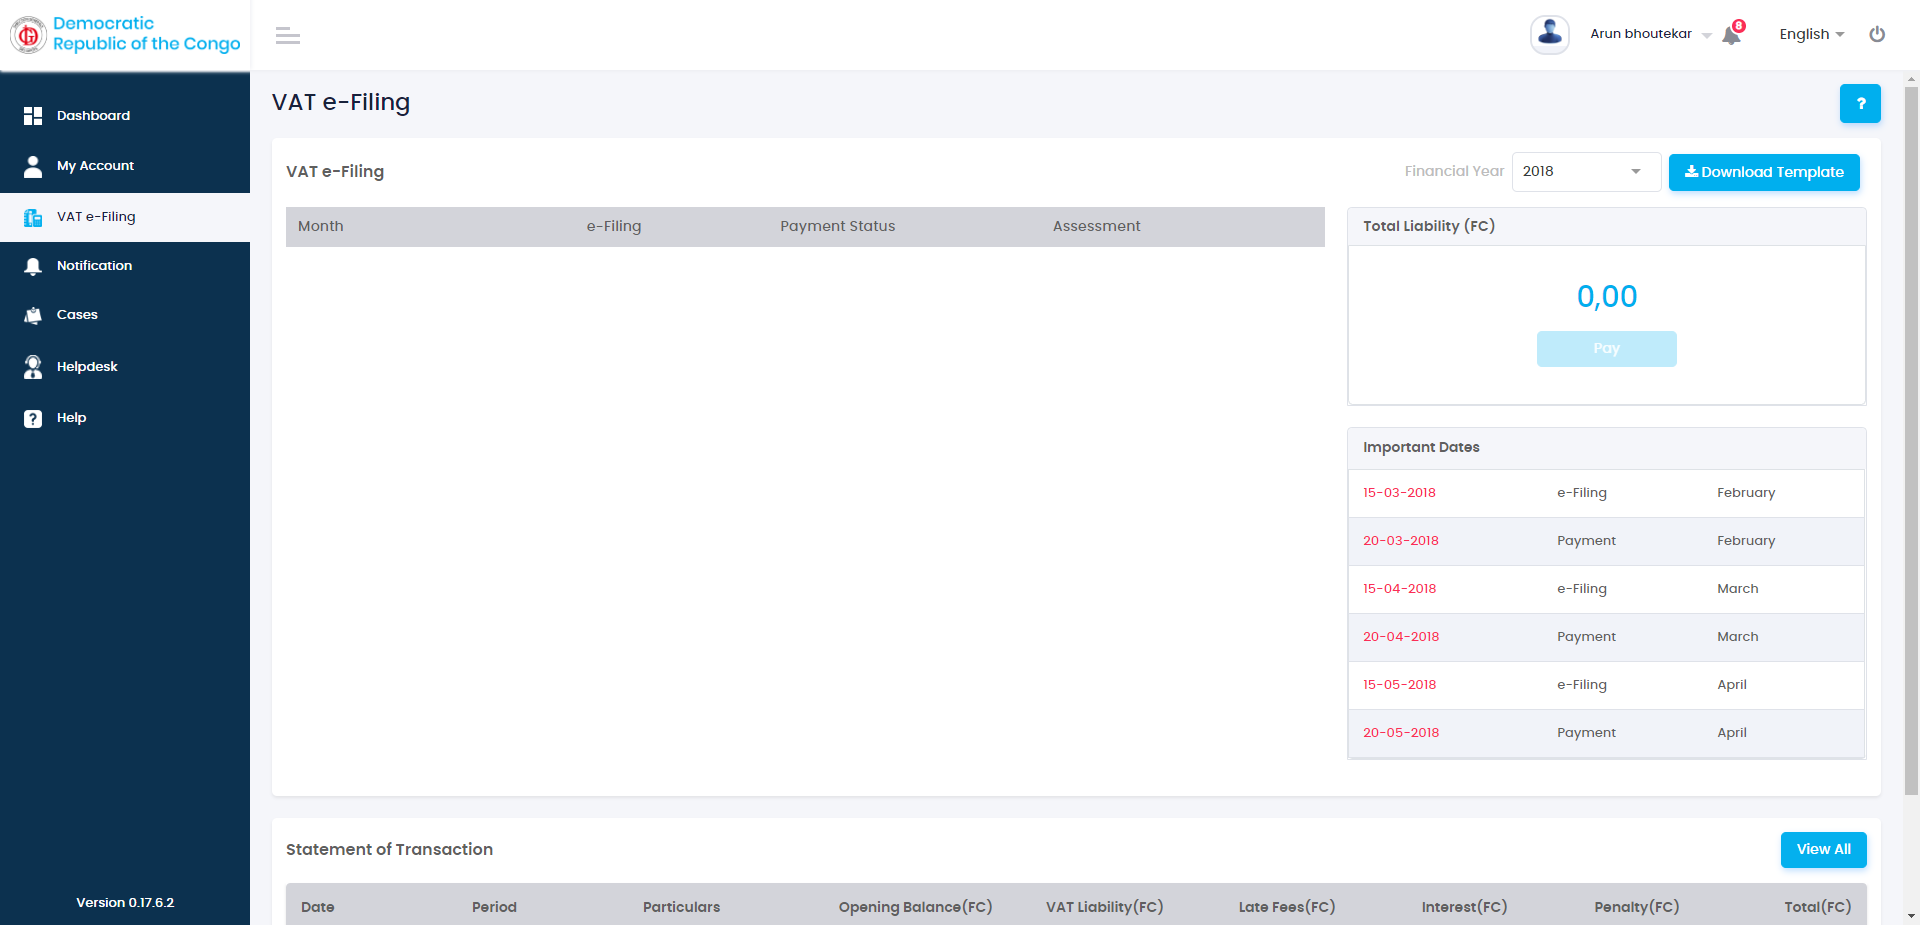 Democratic
Republic of the Congo
Arun bhoutekar
8
English
Dashboard
My Account
VAT e-Filing
Notification
Cases
Helpdesk
Help
Version 0.17.6.2
VAT e-Filing
?
VAT e-Filing
Financial Year
2018
Download Template
Month e-Filing Payment Status Assessment
Total Liability (FC)
0,00
Pay
Important Dates
15-03-2018 e-Filing February
20-03-2018 Payment February
15-04-2018 e-Filing March
20-04-2018 Payment March
15-05-2018 e-Filing April
20-05-2018 Payment April
Statement of Transaction
View All
Date Period Particulars Opening Balance(FC) VAT Liability(FC) Late Fees(FC) Interest(FC) Penalty(FC) Total(FC)